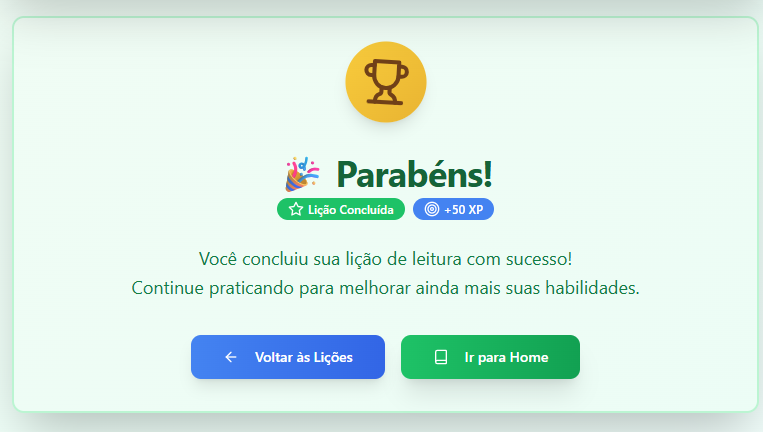 Parabéns!
Lição Concluída
+50 XP
Você concluiu sua lição de leitura com sucesso!
Continue praticando para melhorar ainda mais suas habilidades.
Voltar às Lições
Ir para Home